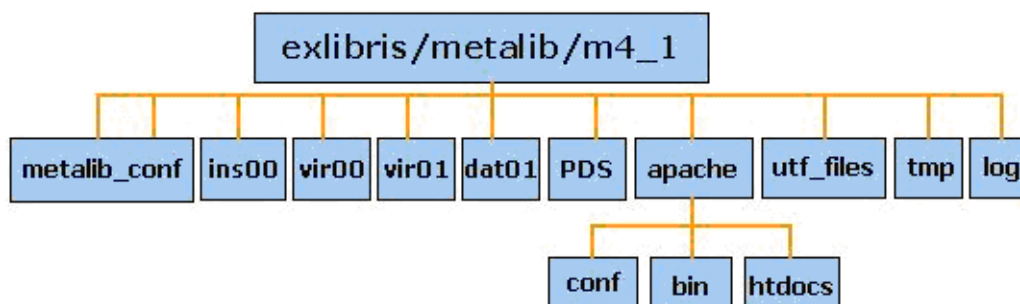 exlibris/metalib/m4_1
metalib_conf ins00 vir00 vir01 dat01 PDS apache utf_files tmp log
conf bin htdocs